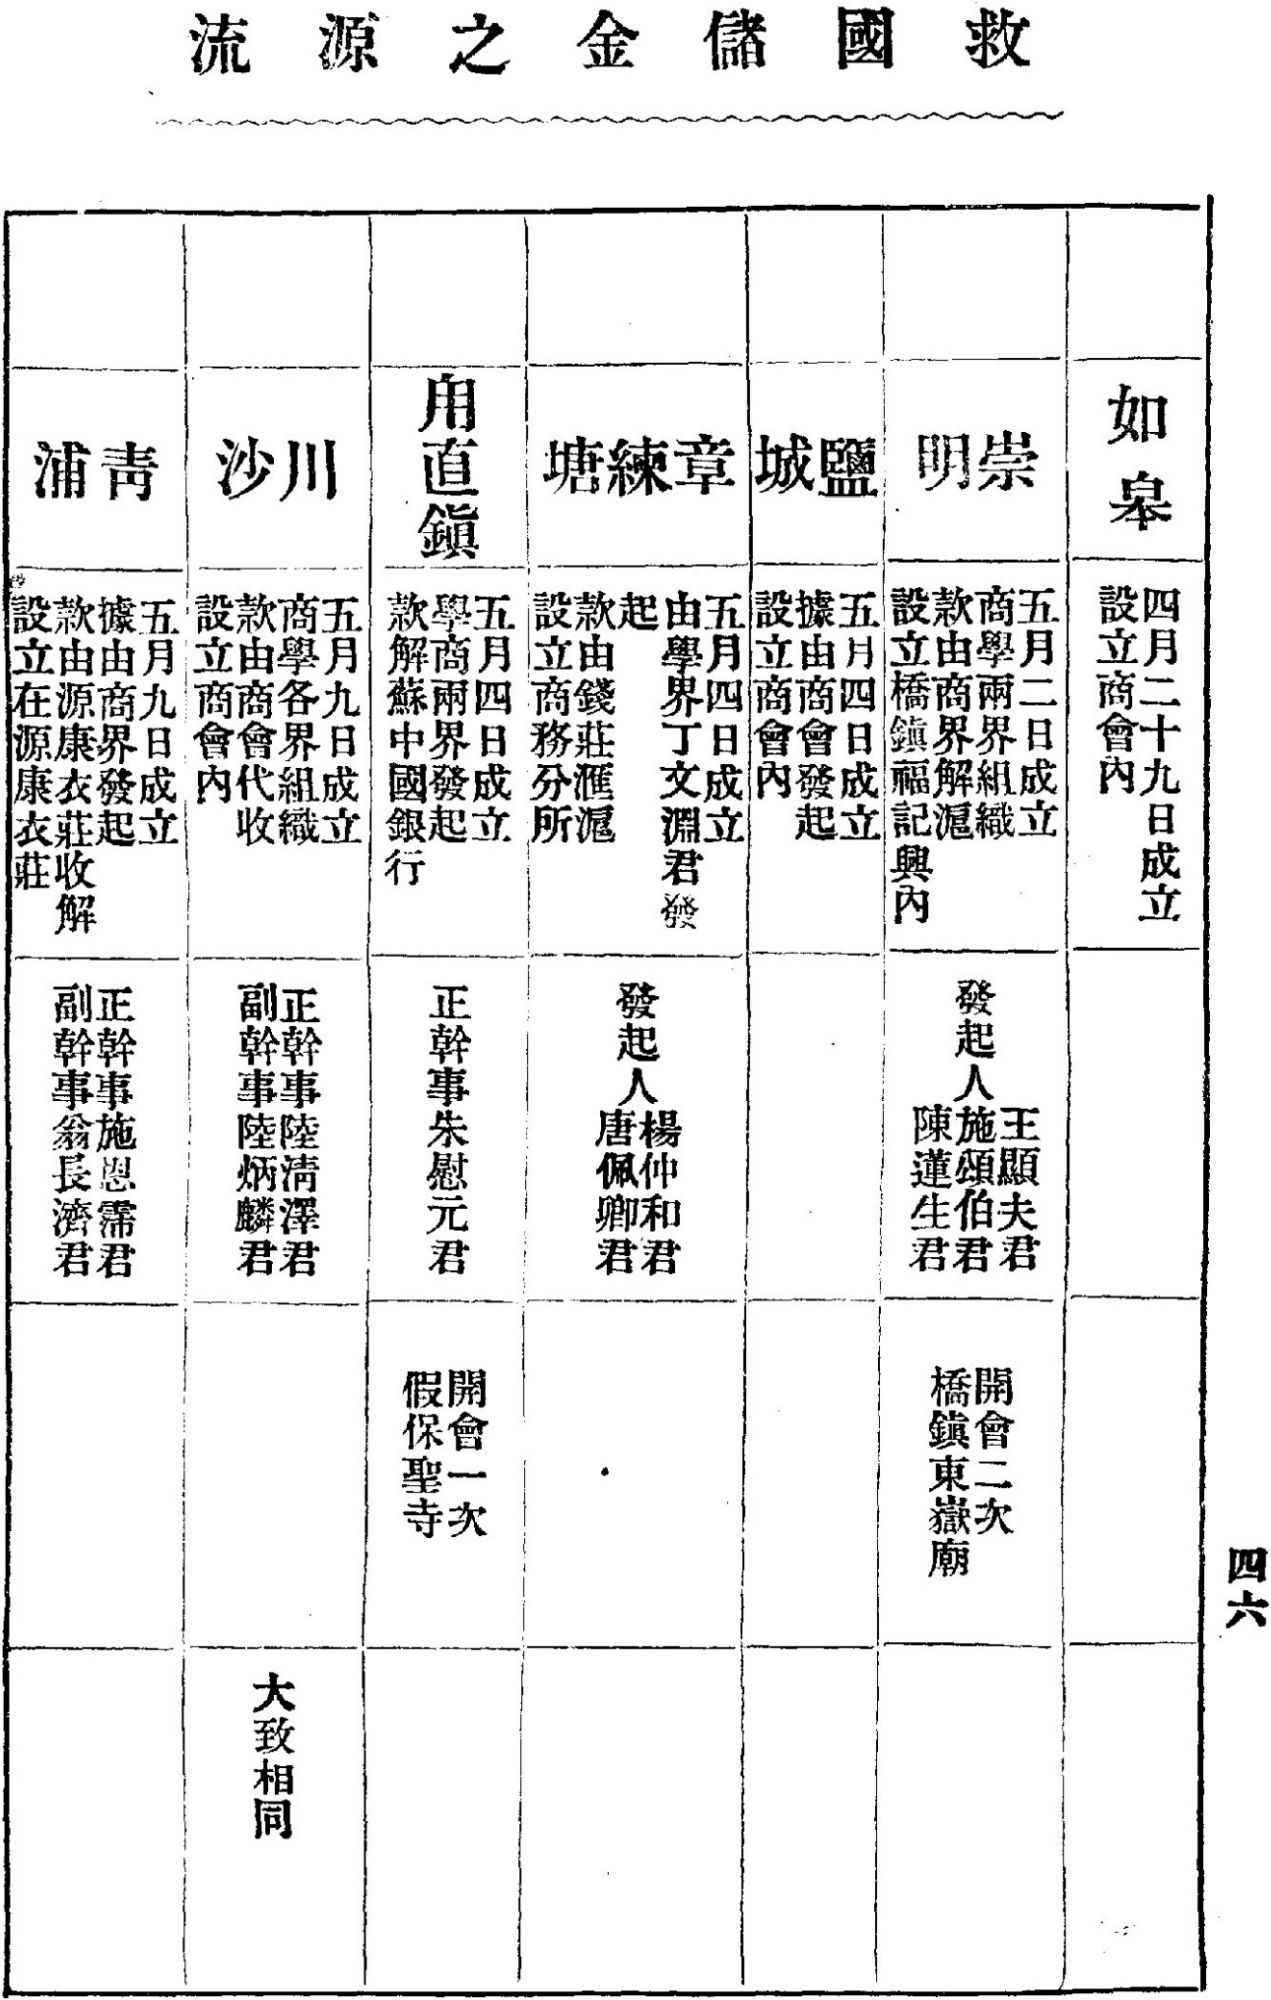 救國儲金之源流
如皋
四月二十九日成立
設立商會內
崇明
五月二日成立
商學兩界組織
款由商界解滬
設立橋鎮福記興內
發起人
王顯夫君
施頌伯君
陳蓮生君
開會二次
橋鎮東嶽廟
鹽城
五月四日成立
據由商會發起
設立商會內
章練塘
五月四日成立
由學界丁文淵君發
起
款由錢莊滙滬
設立商務分所
發起人
楊仲和君
唐佩卿君
甪直鎮
五月四日成立
學商兩界發起
款解蘇中國銀行
正幹事朱慰元君
開會一次
假保聖寺
川沙
五月九日成立
商學各界組織
款由商會代收
設立商會內
正幹事陸清澤君
副幹事陸炳麟君
大致相同
青浦
五月九日成立
據由商界發起
款由源康衣莊收解
設立在源康衣莊
正幹事施恩霈君
副幹事翁長濟君
四六